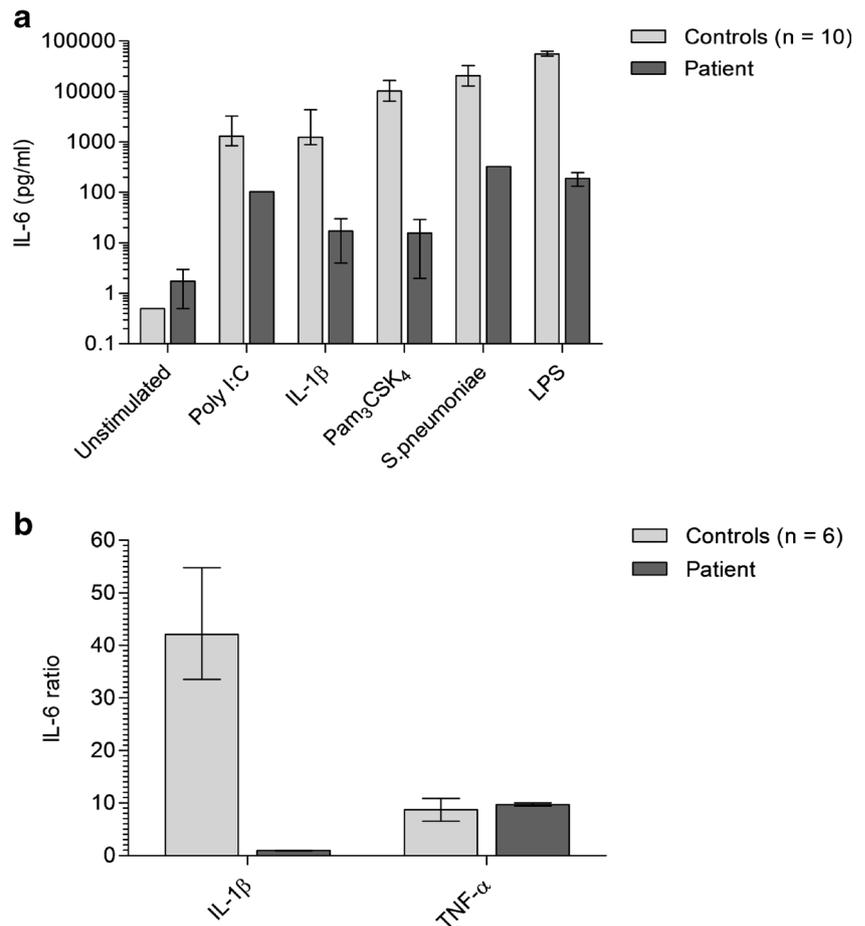 a
100000
10000
1000
100
10
1
0.1
IL-6 (pg/ml)
Unstimulated
Poly I:C
IL-1β
Pam₃CSK₄
S.pneumoniae
LPS
Controls (n = 10)
Patient
b
60
50
40
30
20
10
0
IL-6 ratio
IL-1β
TNF-α
Controls (n = 6)
Patient